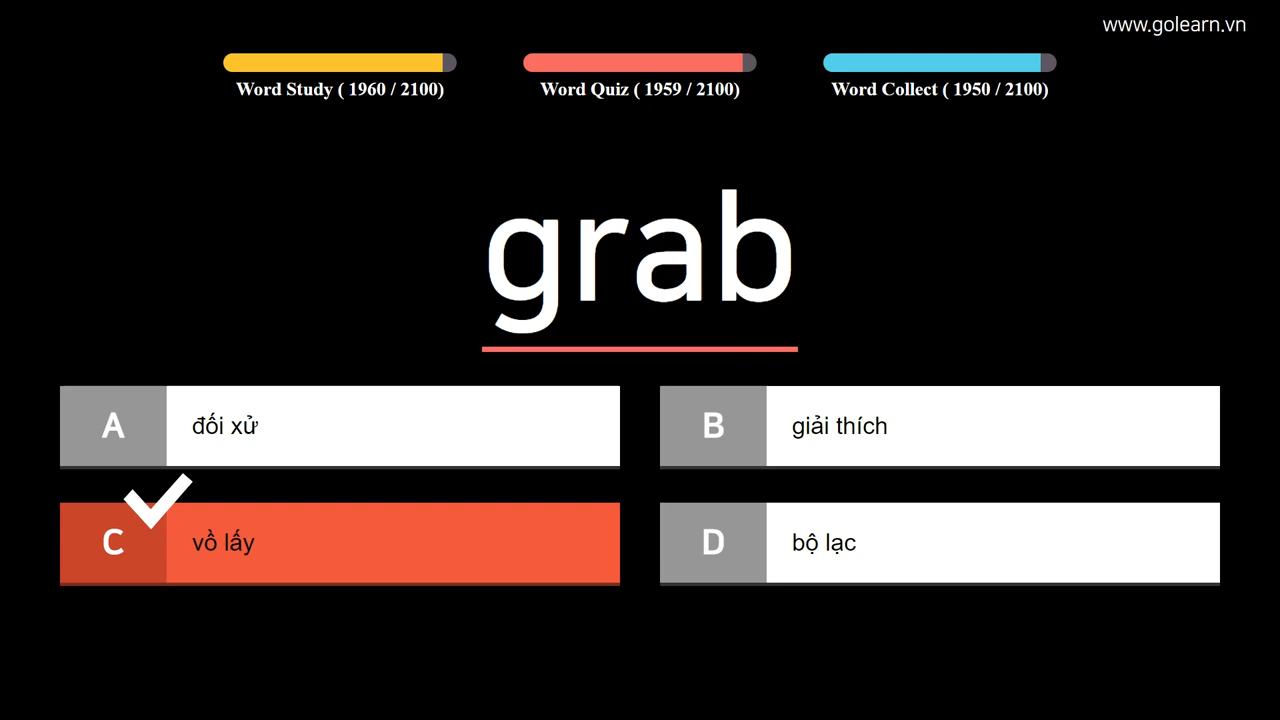 www.golearn.vn
Word Study ( 1960 / 2100)
Word Quiz ( 1959 / 2100)
Word Collect ( 1950 / 2100)
grab
A đối xử
B giải thích
C vồ lấy
D bộ lạc